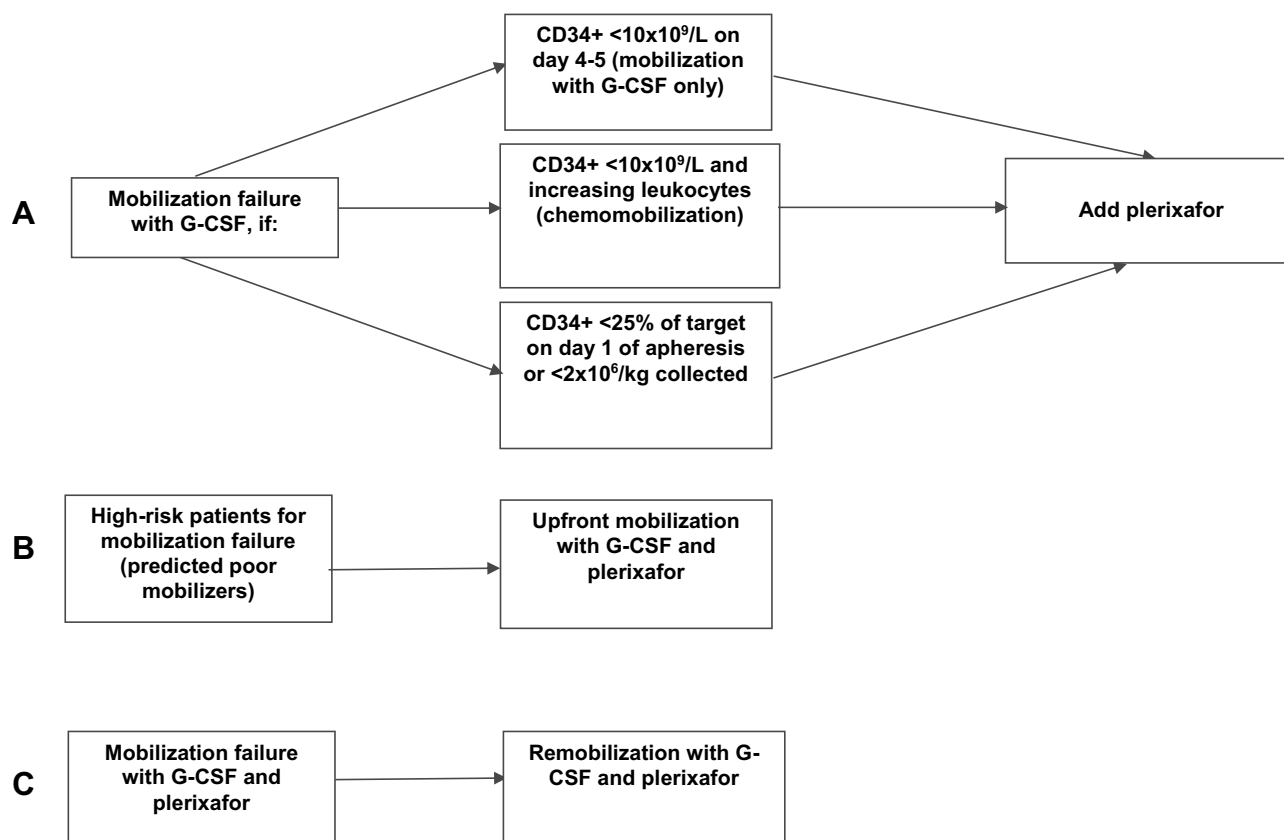 CD34+ <10x10⁹/L on
day 4-5 (mobilization
with G-CSF only)
A
Mobilization failure
with G-CSF, if:
CD34+ <10x10⁹/L and
increasing leukocytes
(chemomobilization)
Add plerixafor
CD34+ <25% of target
on day 1 of apheresis
or <2x10⁶/kg collected
B
High-risk patients for
mobilization failure
(predicted poor
mobilizers)
Upfront mobilization
with G-CSF and
plerixafor
C
Mobilization failure
with G-CSF and
plerixafor
Remobilization with G-
CSF and plerixafor